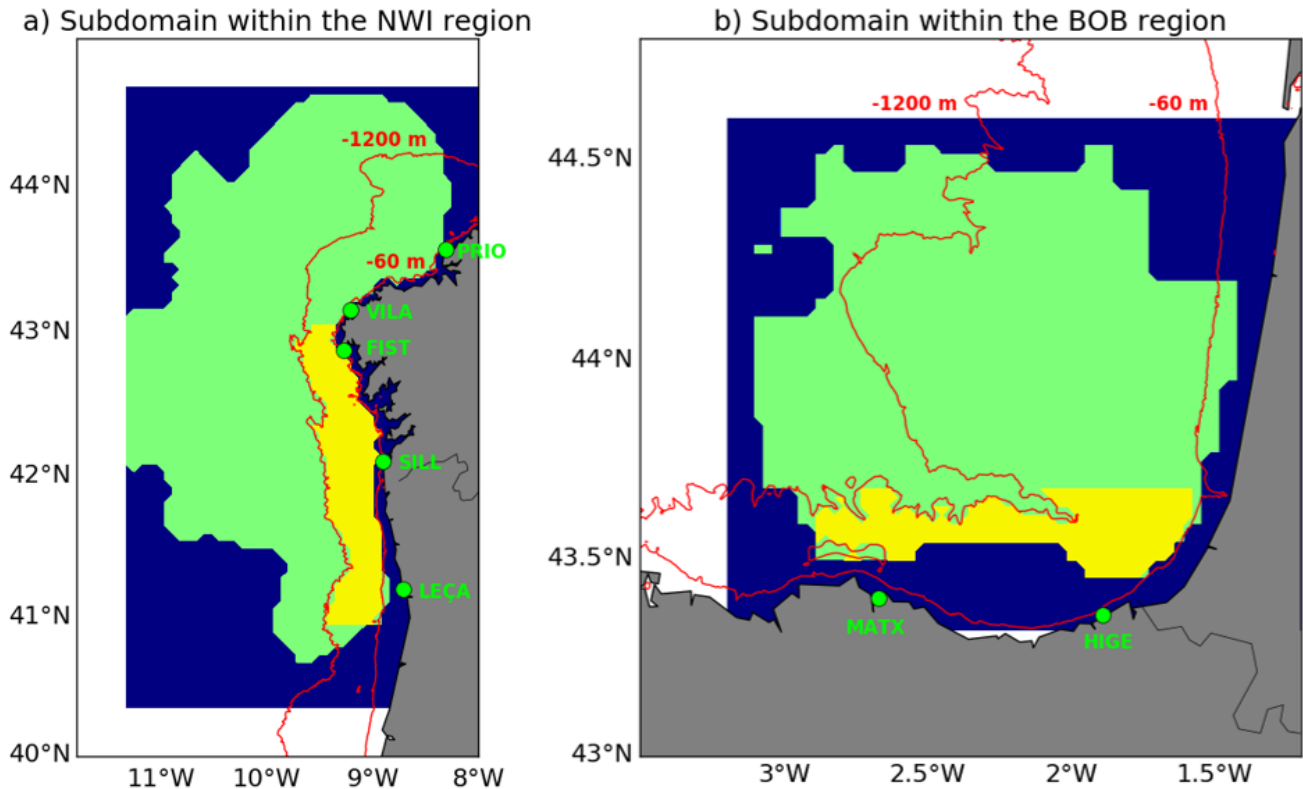 a) Subdomain within the NWI region
b) Subdomain within the BOB region
-1200 m
-60 m
PRIO
VILA
FIST
SILL
LEÇA
44°N
43°N
42°N
41°N
40°N
11°W
10°W
9°W
8°W
-1200 m
-60 m
MATX
HIGE
44.5°N
44°N
43.5°N
43°N
3°W
2.5°W
2°W
1.5°W